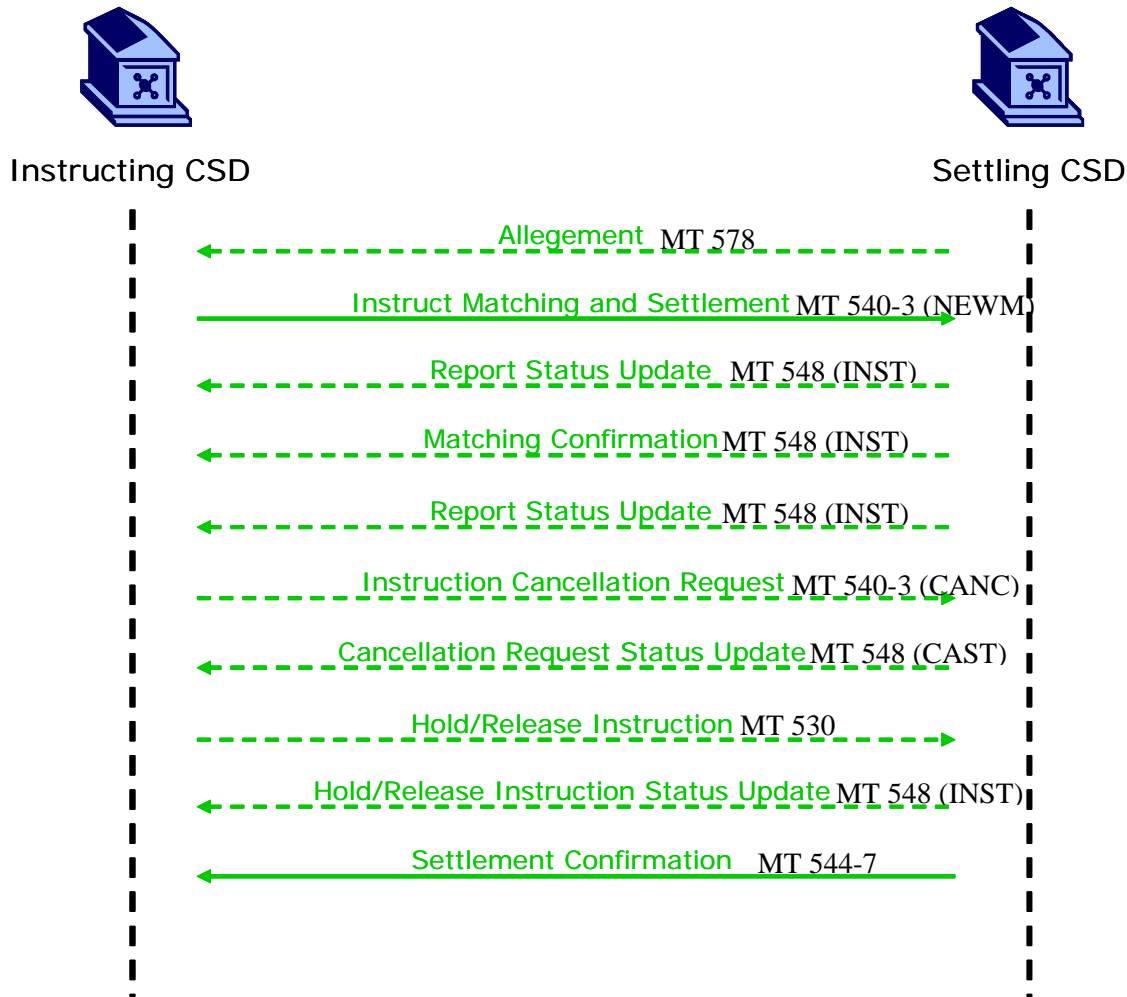 Instructing CSD
Settling CSD
Allegement MT 578
Instruct Matching and Settlement MT 540-3 (NEWM)
Report Status Update MT 548 (INST)
Matching Confirmation MT 548 (INST)
Report Status Update MT 548 (INST)
Instruction Cancellation Request MT 540-3 (CANC)
Cancellation Request Status Update MT 548 (CAST)
Hold/Release Instruction MT 530
Hold/Release Instruction Status Update MT 548 (INST)
Settlement Confirmation MT 544-7